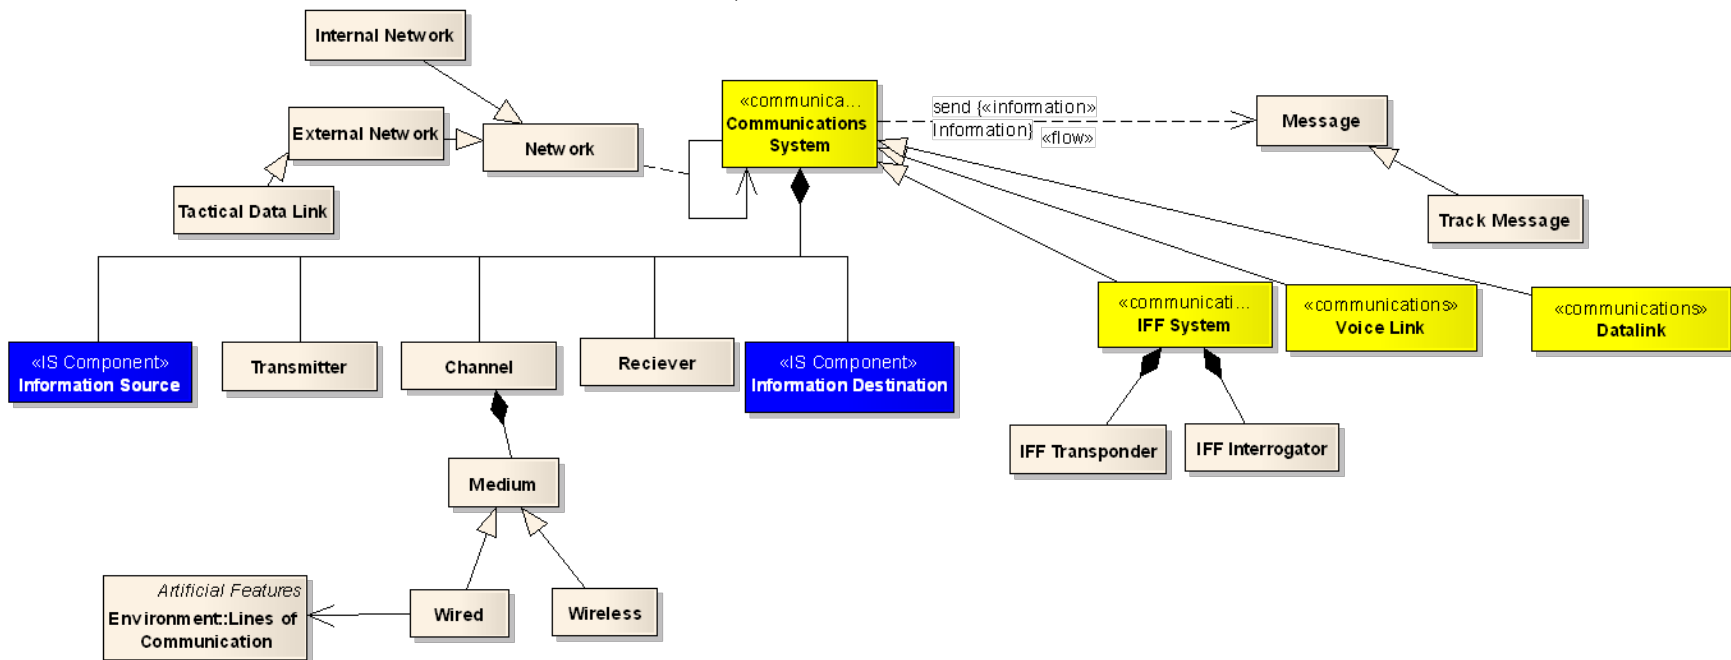 Internal Network
«communica...
Communications
System
send {«information»
Information}
«flow»
Message
External Network
Network
Tactical Data Link
Track Message
«communicati...
IFF System
«communications»
Voice Link
«communications»
Datalink
«IS Component»
Information Source
Transmitter
Channel
Reciever
«IS Component»
Information Destination
IFF Transponder
IFF Interrogator
Medium
Artificial Features
Environment::Lines of
Communication
Wired
Wireless